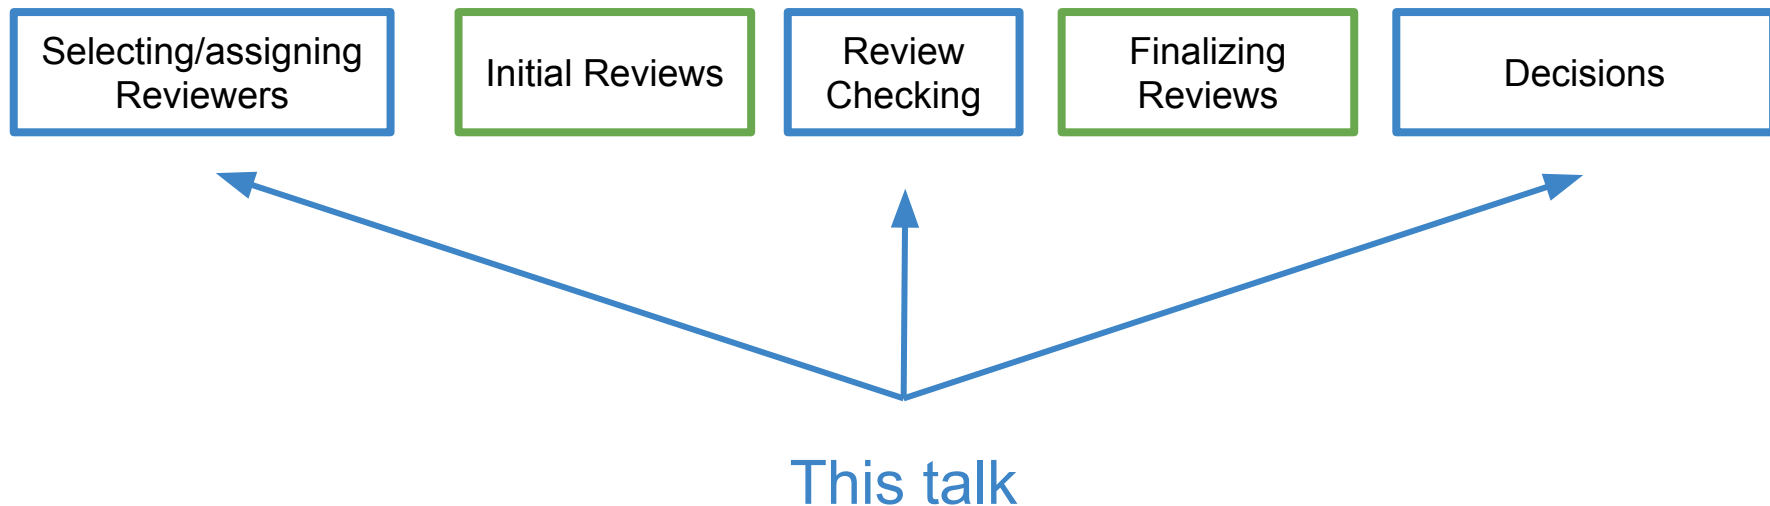 Selecting/assigning
Reviewers
Initial Reviews
Review
Checking
Finalizing
Reviews
Decisions
This talk